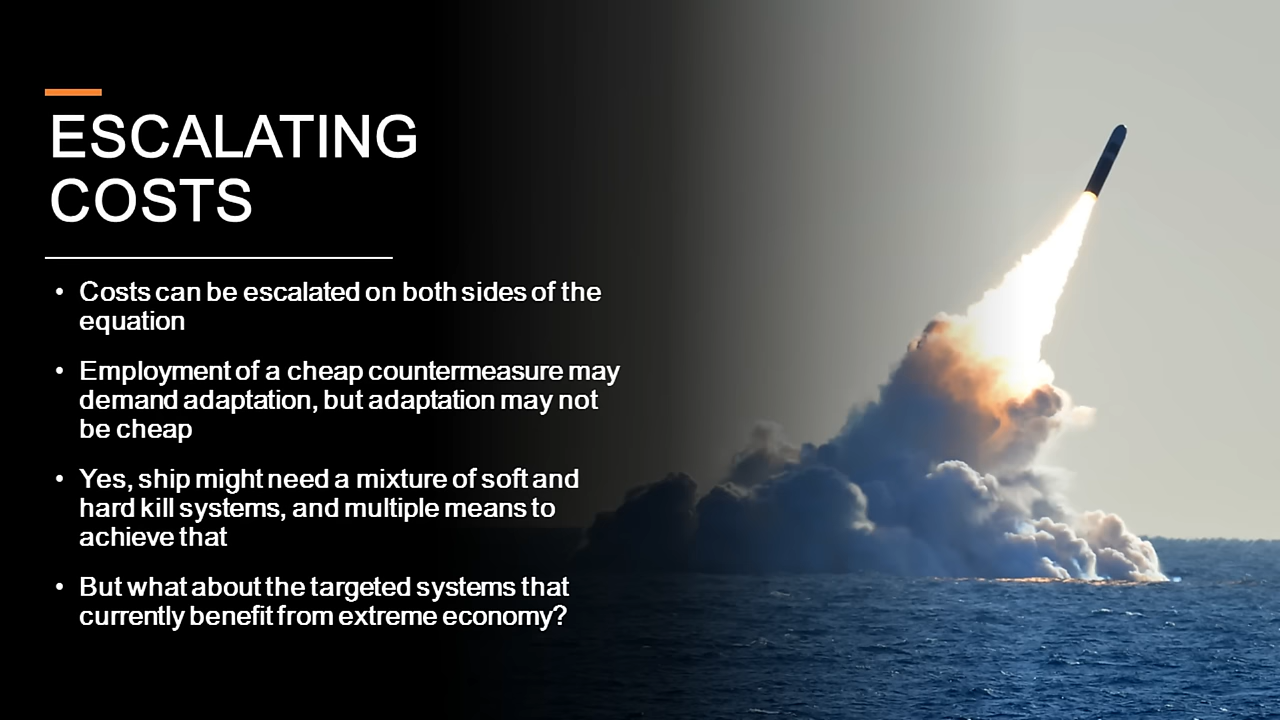 ESCALATING
COSTS
• Costs can be escalated on both sides of the
equation
• Employment of a cheap countermeasure may
demand adaptation, but adaptation may not
be cheap
• Yes, ship might need a mixture of soft and
hard kill systems, and multiple means to
achieve that
• But what about the targeted systems that
currently benefit from extreme economy?